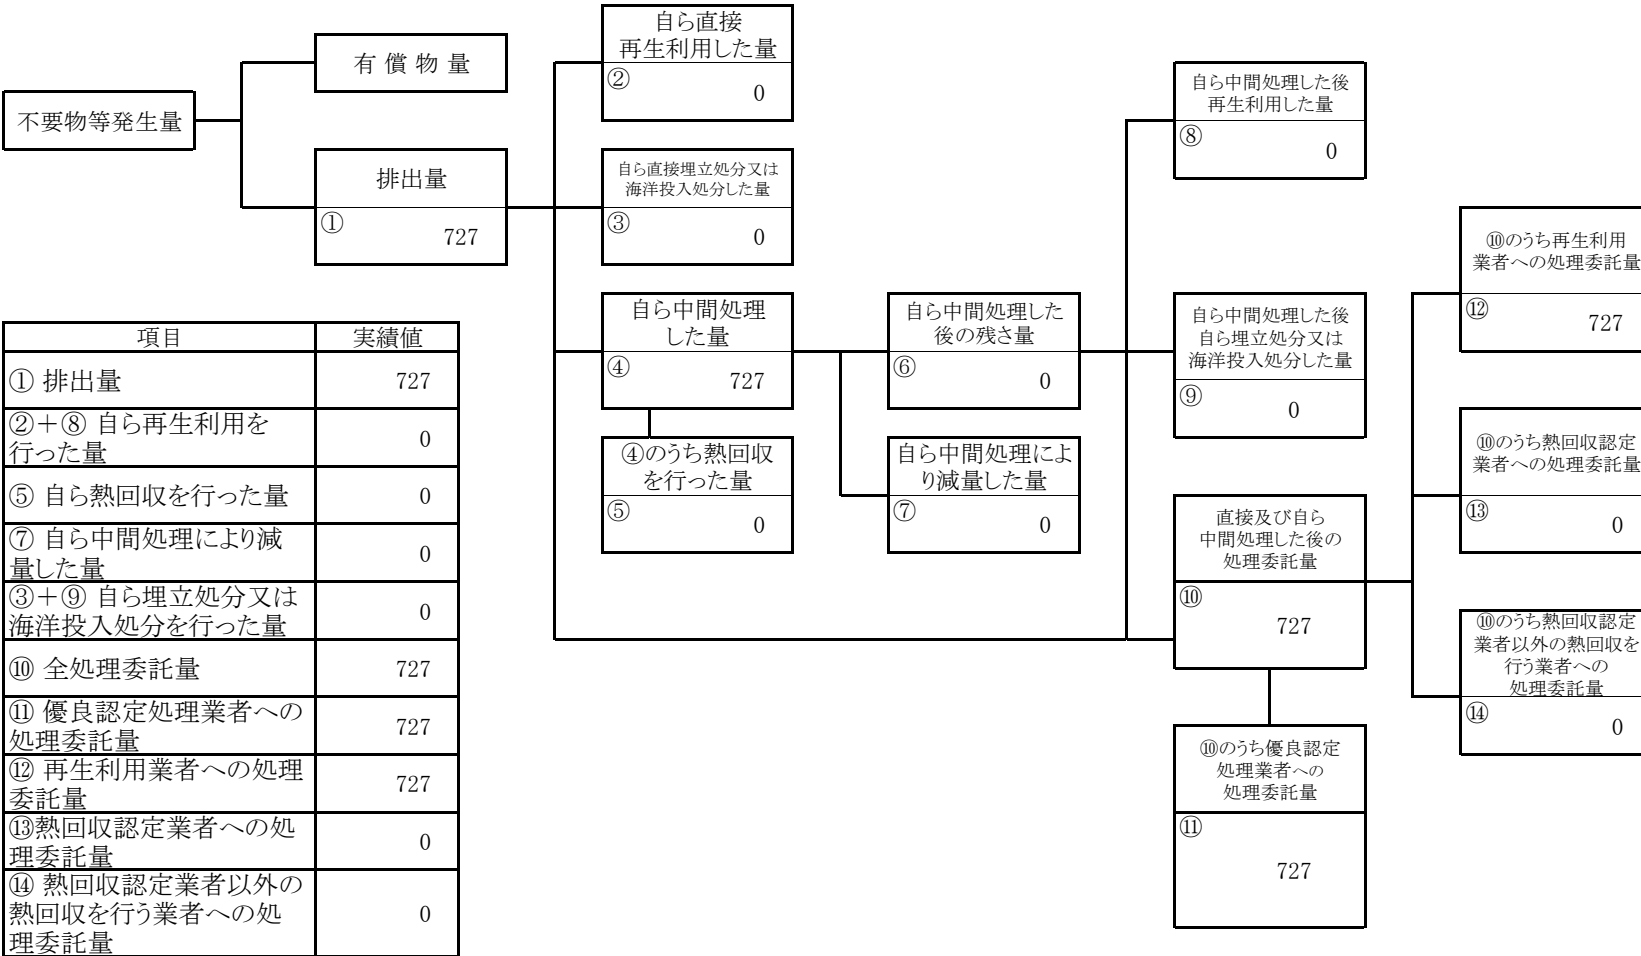 不要物等発生量
有 償 物 量
排出量
①
727
自ら直接
再生利用した量
②
0
自ら直接埋立処分又は
海洋投入処分した量
③
0
自ら中間処理
した量
④
727
④のうち熱回収
を行った量
⑤
0
自ら中間処理した
後の残さ量
⑥
0
自ら中間処理によ
り減量した量
⑦
0
自ら中間処理した後
再生利用した量
⑧
0
自ら中間処理した後
自ら埋立処分又は
海洋投入処分した量
⑨
0
直接及び自ら
中間処理した後の
処理委託量
⑩
727
⑩のうち優良認定
処理業者への
処理委託量
⑪
727
⑩のうち再生利用
業者への処理委託量
⑫
727
⑩のうち熱回収認定
業者への処理委託量
⑬
0
⑩のうち熱回収認定
業者以外の熱回収を
行う業者への
処理委託量
⑭
0
項目 実績値
① 排出量 727
②＋⑧ 自ら再生利用を
行った量 0
⑤ 自ら熱回収を行った量 0
⑦ 自ら中間処理により減
量した量 0
③＋⑨ 自ら埋立処分又は
海洋投入処分を行った量 0
⑩ 全処理委託量 727
⑪ 優良認定処理業者への
処理委託量 727
⑫ 再生利用業者への処理
委託量 727
⑬熱回収認定業者への処
理委託量 0
⑭ 熱回収認定業者以外の
熱回収を行う業者への処
理委託量 0